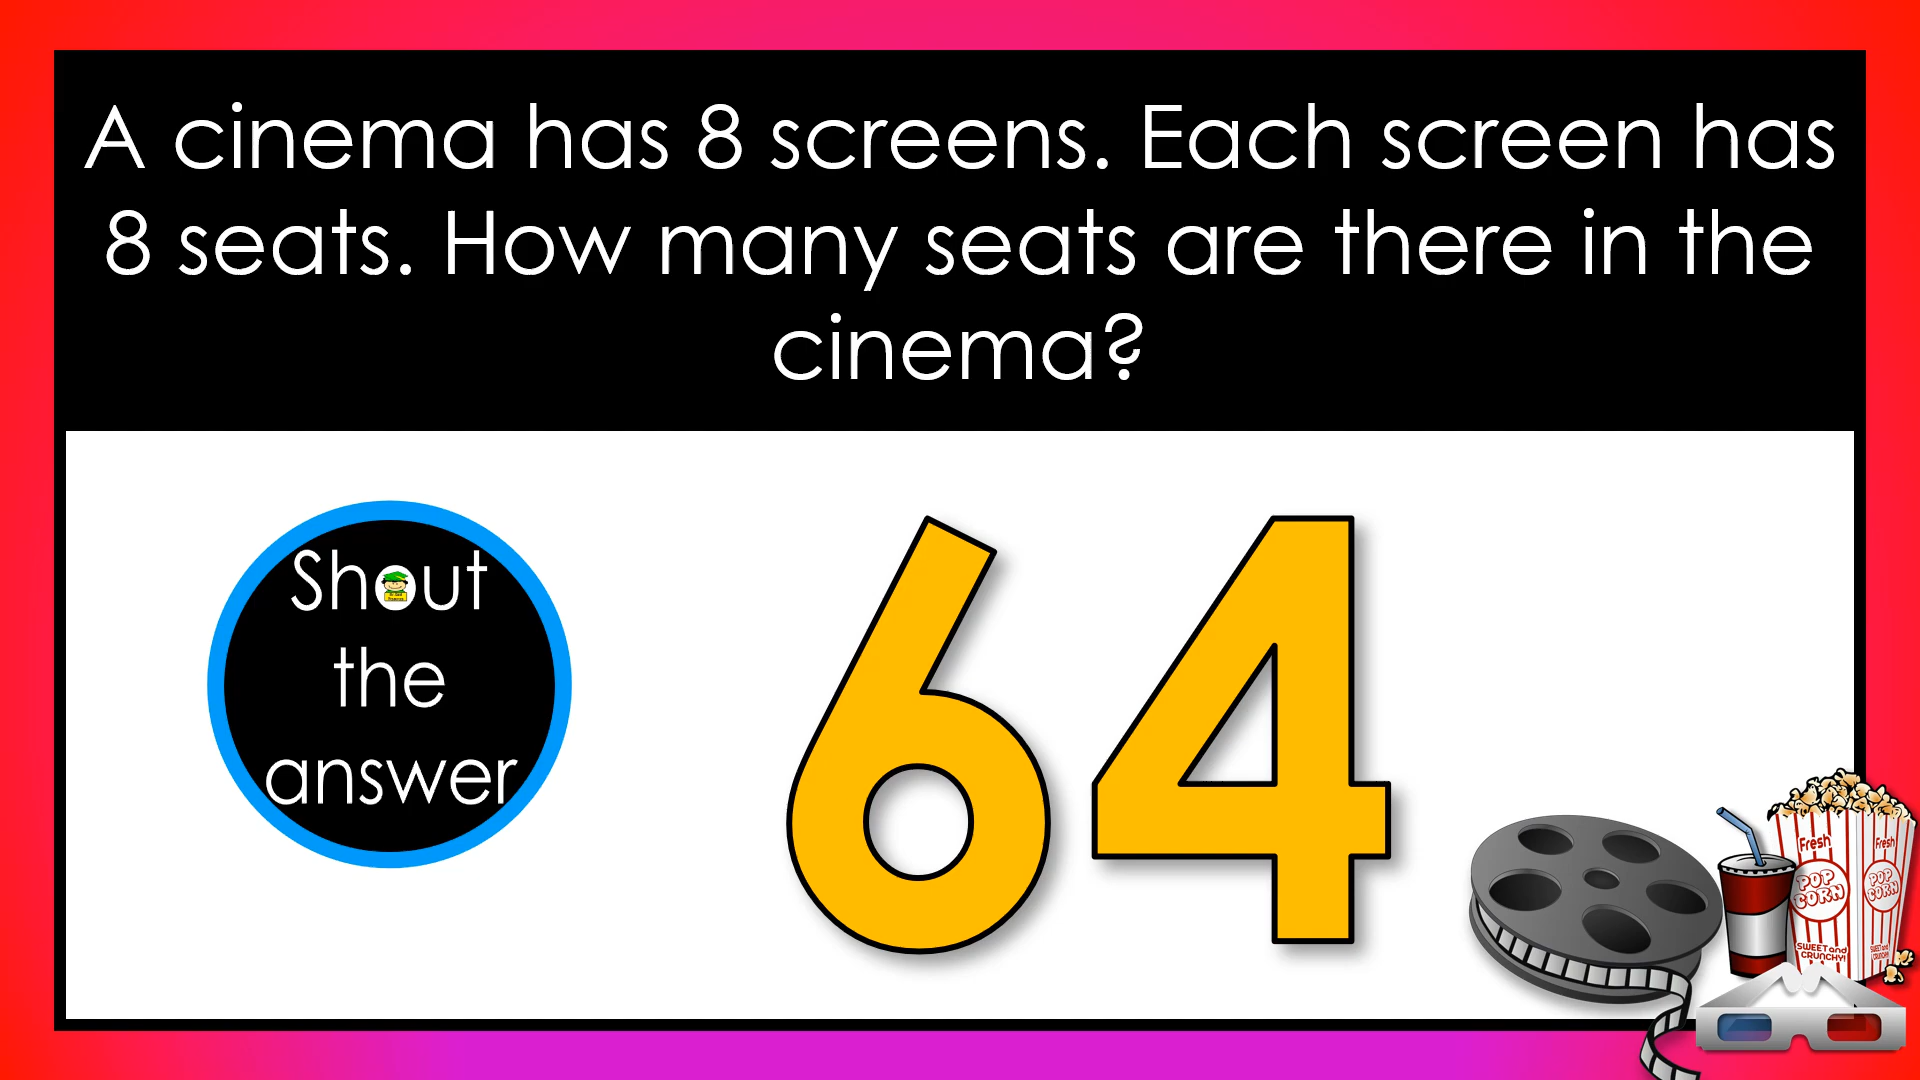 A cinema has 8 screens. Each screen has
8 seats. How many seats are there in the
cinema?
Shout
the
answer
64
Fresh
Fresh
POP
CORN
POP
CORN
SWEET and
CRUNCHY!